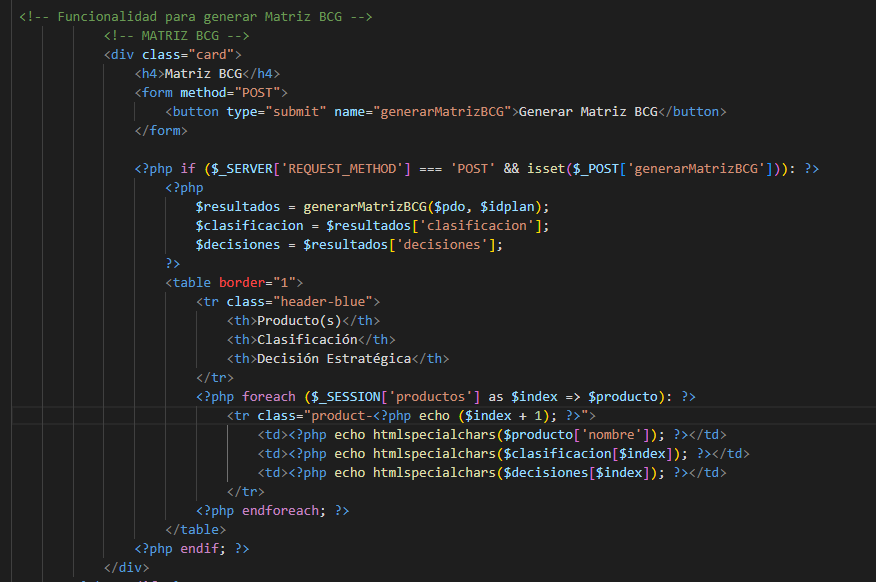 <!-- Funcionalidad para generar Matriz BCG -->
<!-- MATRIZ BCG -->
<div class="card">
<h4>Matriz BCG</h4>
<form method="POST">
<button type="submit" name="generarMatrizBCG">Generar Matriz BCG</button>
</form>
<?php if ($_SERVER['REQUEST_METHOD'] === 'POST' && isset($_POST['generarMatrizBCG'])): ?>
<?php
$resultados = generarMatrizBCG($pdo, $idplan);
$clasificacion = $resultados['clasificacion'];
$decisiones = $resultados['decisiones'];
?>
<table border="1">
<tr class="header-blue">
<th>Producto(s)</th>
<th>Clasificación</th>
<th>Decisión Estratégica</th>
</tr>
<?php foreach ($_SESSION['productos'] as $index => $producto): ?>
<tr class="product-<?php echo ($index + 1); ?>">
<td><?php echo htmlspecialchars($producto['nombre']); ?></td>
<td><?php echo htmlspecialchars($clasificacion[$index]); ?></td>
<td><?php echo htmlspecialchars($decisiones[$index]); ?></td>
</tr>
<?php endforeach; ?>
</table>
<?php endif; ?>
</div>